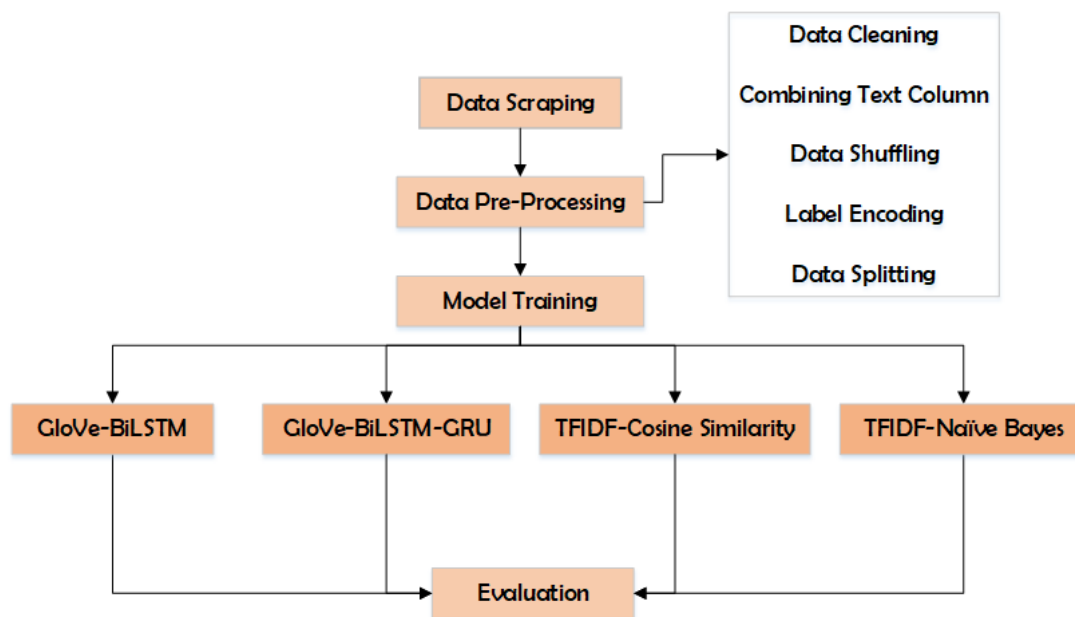 Data Scraping
Data Pre-Processing
Data Cleaning
Combining Text Column
Data Shuffling
Label Encoding
Data Splitting
Model Training
GloVe-BiLSTM
GloVe-BiLSTM-GRU
TFIDF-Cosine Similarity
TFIDF-Naïve Bayes
Evaluation